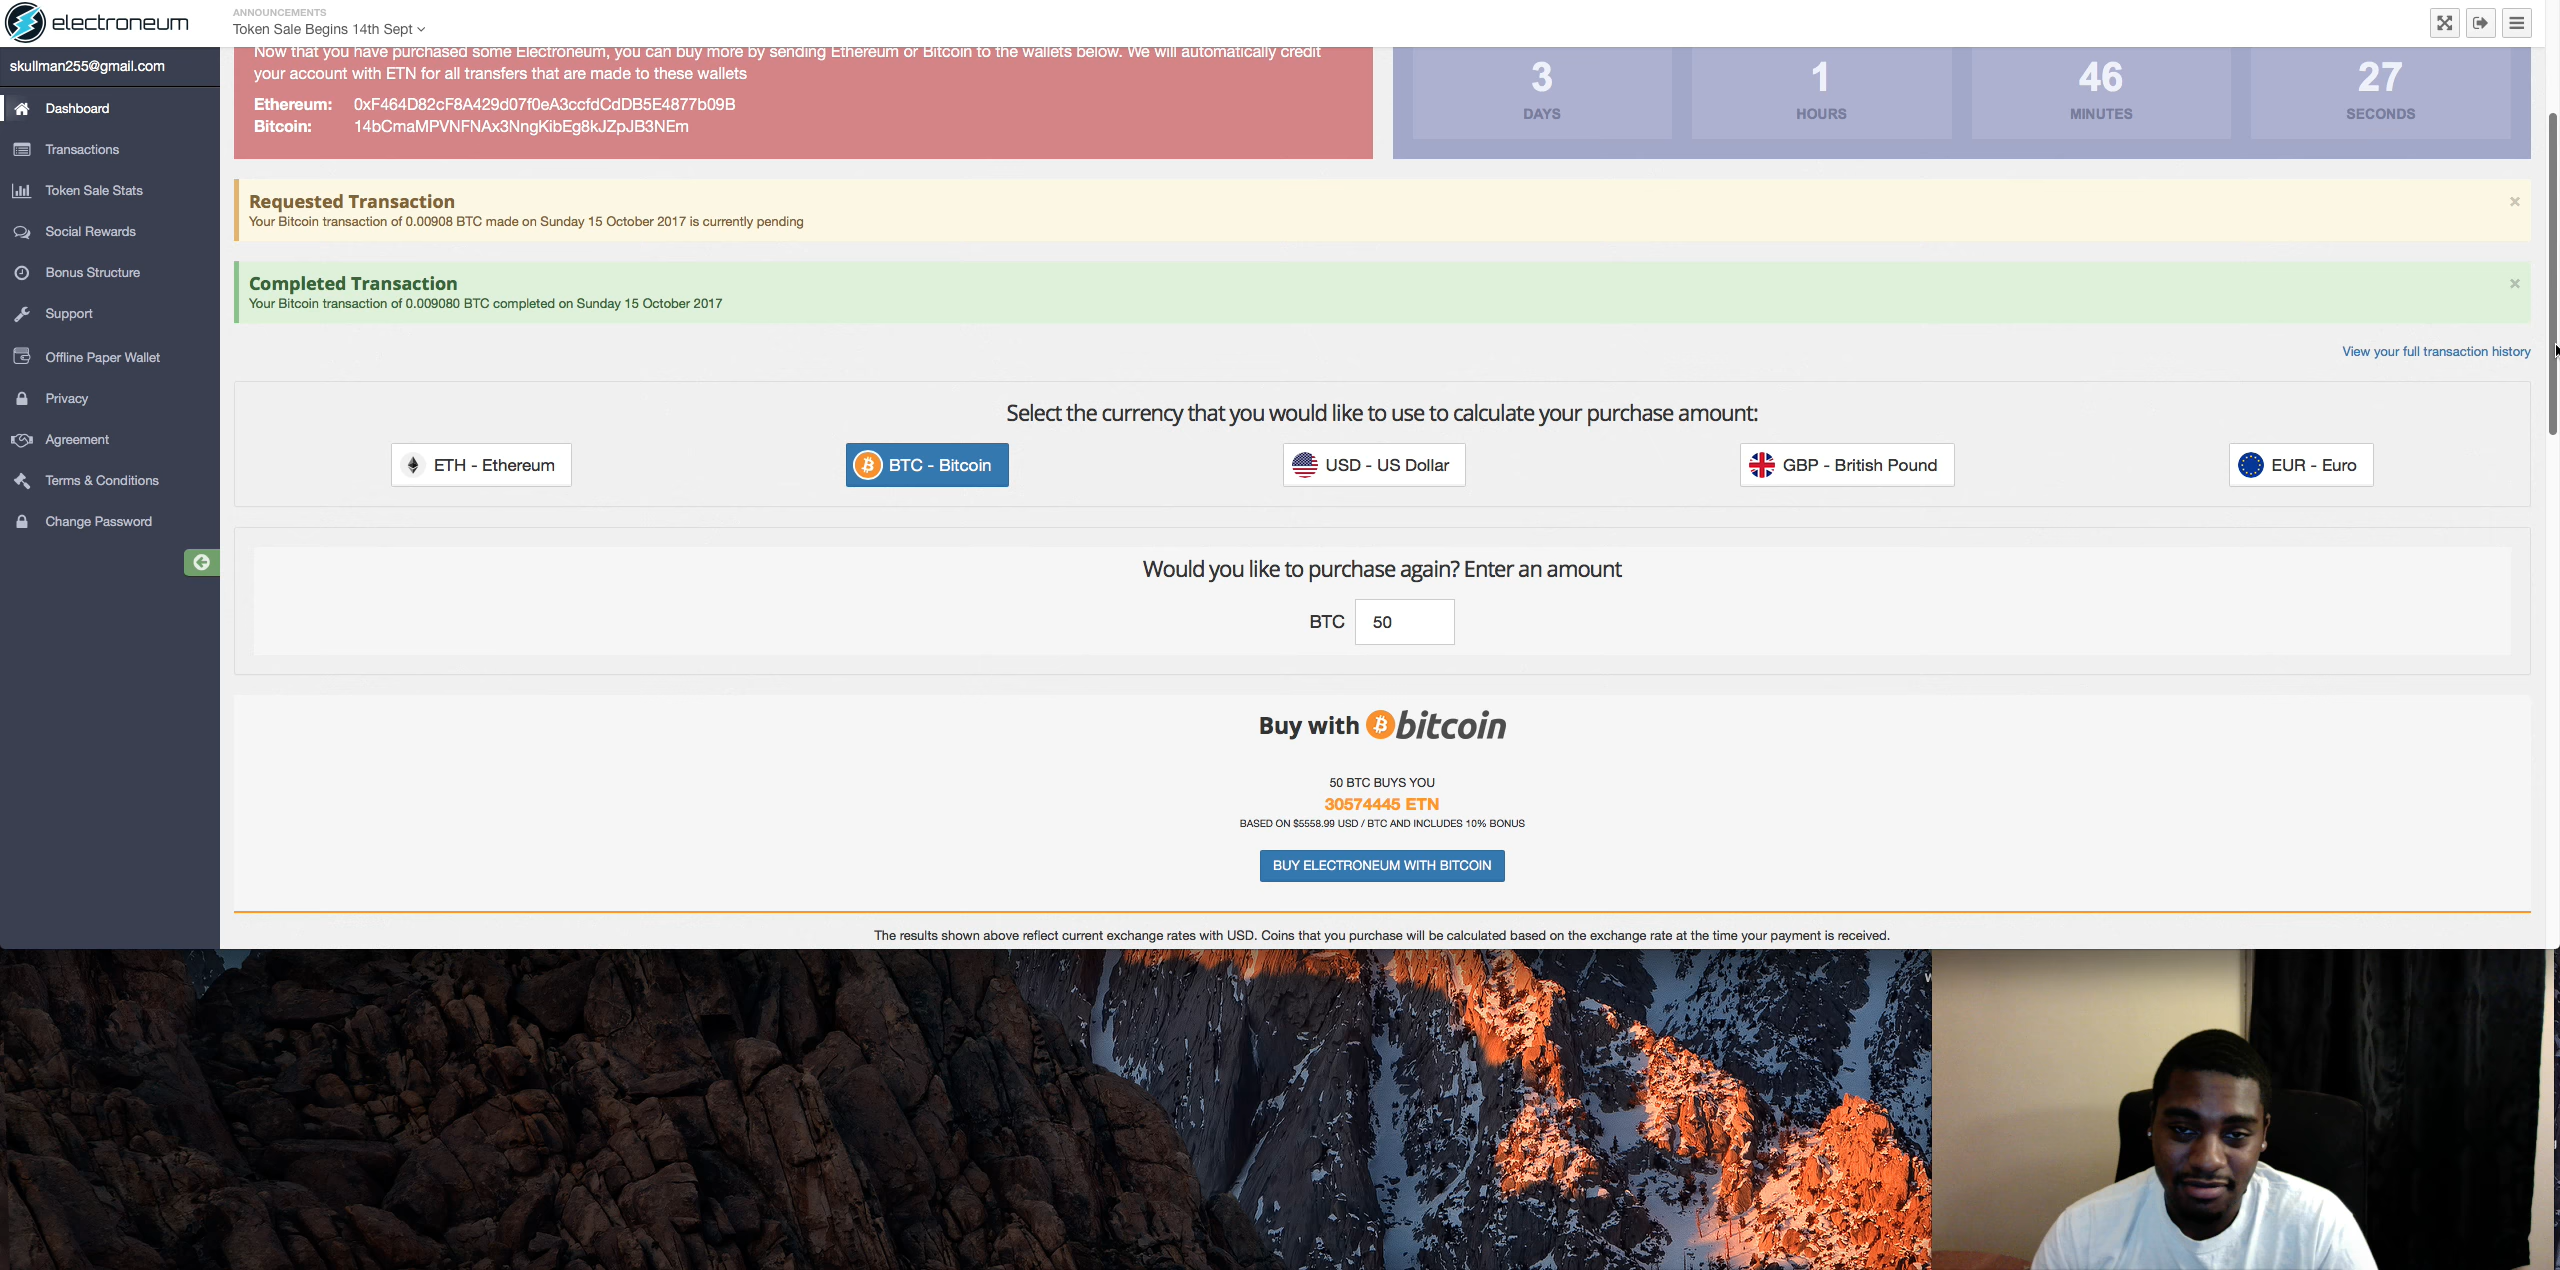 electroneum
ANNOUNCEMENTS
Token Sale Begins 14th Sept
skullman255@gmail.com
Dashboard
Transactions
Token Sale Stats
Social Rewards
Bonus Structure
Support
Offline Paper Wallet
Privacy
Agreement
Terms & Conditions
Change Password
Now that you have purchased some Electroneum, you can buy more by sending Ethereum or Bitcoin to the wallets below. We will automatically credit
your account with ETN for all transfers that are made to these wallets
Ethereum: 0xF464D82cF8A429d07f0eA3ccfdCdDB5E4877b09B
Bitcoin: 14bCmaMPVNFNAx3NngKibEg8kJZpJB3NEm
3 1 46 27
DAYS HOURS MINUTES SECONDS
Requested Transaction
Your Bitcoin transaction of 0.00908 BTC made on Sunday 15 October 2017 is currently pending
Completed Transaction
Your Bitcoin transaction of 0.009080 BTC completed on Sunday 15 October 2017
View your full transaction history
Select the currency that you would like to use to calculate your purchase amount:
ETH - Ethereum BTC - Bitcoin USD - US Dollar GBP - British Pound EUR - Euro
Would you like to purchase again? Enter an amount
BTC 50
Buy with bitcoin
50 BTC BUYS YOU
30574445 ETN
BASED ON $5558.99 USD / BTC AND INCLUDES 10% BONUS
BUY ELECTRONEUM WITH BITCOIN
The results shown above reflect current exchange rates with USD. Coins that you purchase will be calculated based on the exchange rate at the time your payment is received.